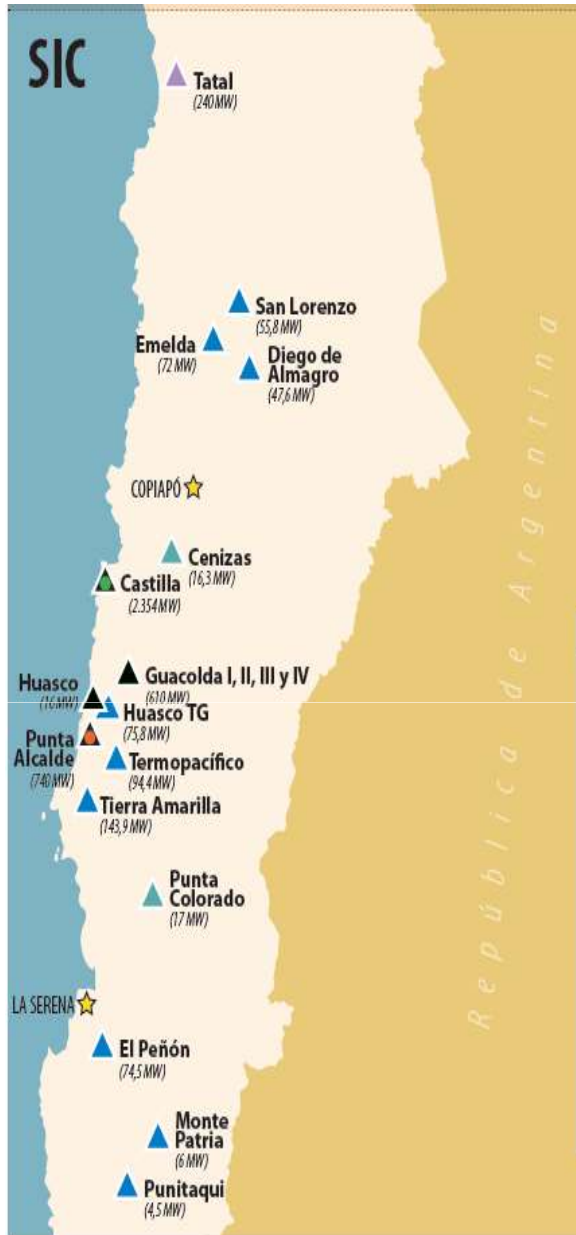 SIC
Tatal
(240 MW)
San Lorenzo
(55,8 MW)
Emelda
(72 MW)
Diego de
Almagro
(47,6 MW)
COPIAPÓ
Cenizas
(16,3 MW)
Castilla
(2.354 MW)
Guacolda I, II, III y IV
(610 MW)
Huasco
(16 MW)
Huasco TG
(75,8 MW)
Punta
Alcalde
(740 MW)
Termopacífico
(94,4 MW)
Tierra Amarilla
(143,9 MW)
Punta
Colorado
(17 MW)
LA SERENA
El Peñón
(74,5 MW)
Monte
Patria
(6 MW)
Punitaqui
(4,5 MW)
República de Argentina